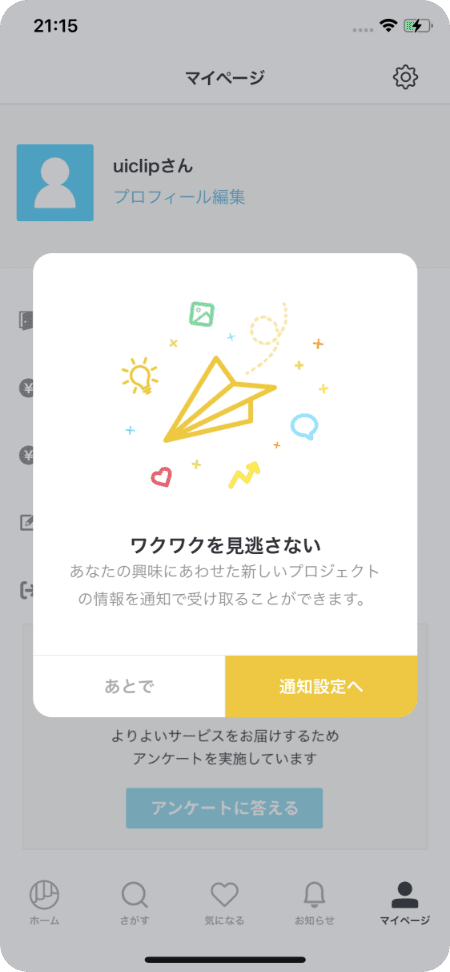 21:15
マイページ
uiclipさん
プロフィール編集
¥
¥
ワクワクを見逃さない
あなたの興味にあわせた新しいプロジェクト
の情報を通知で受け取ることができます。
あとで
通知設定へ
よりよいサービスをお届けするため
アンケートを実施しています
アンケートに答える
ホーム
さがす
気になる
お知らせ
マイページ